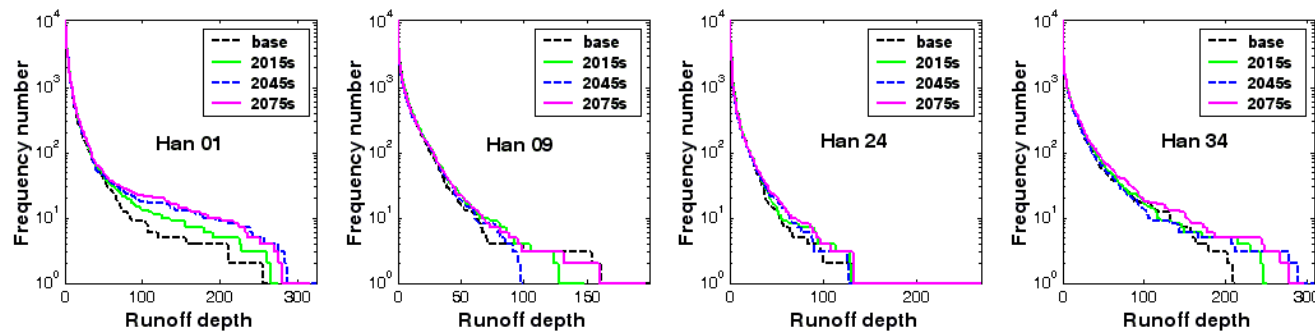 Frequency number
10^4
10^3
10^2
10^1
10^0
base
2015s
2045s
2075s
Han 01
0 100 200 300
Runoff depth
Frequency number
10^4
10^3
10^2
10^1
10^0
base
2015s
2045s
2075s
Han 09
0 50 100 150
Runoff depth
Frequency number
10^4
10^3
10^2
10^1
10^0
base
2015s
2045s
2075s
Han 24
0 100 200
Runoff depth
Frequency number
10^4
10^3
10^2
10^1
10^0
base
2015s
2045s
2075s
Han 34
0 100 200 300
Runoff depth